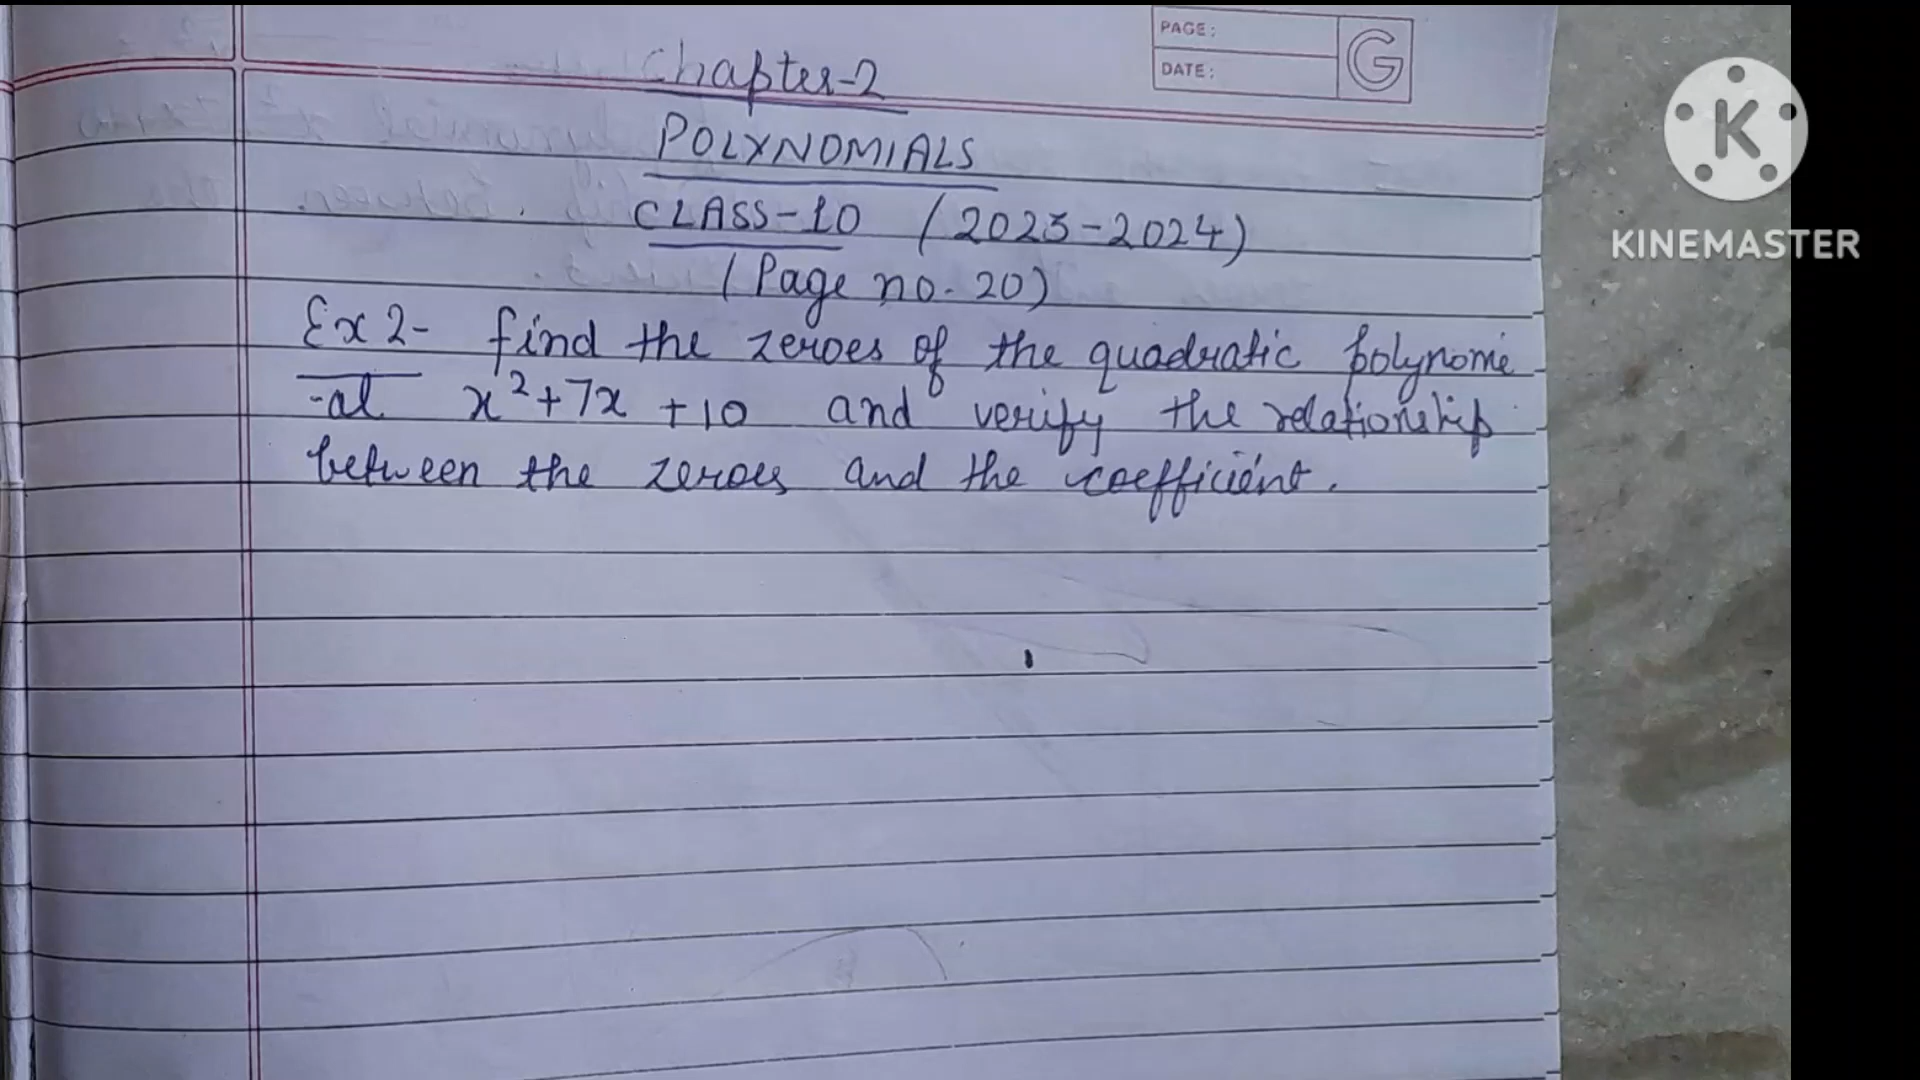 PAGE:
DATE:
G
Chapter-2
POLYNOMIALS
CLASS-10 (2023-2024)
(Page no. 20)
Ex 2- find the zeroes of the quadratic polynomi
-al x²+7x +10 and verify the relationship
between the zeroes and the coefficient.
K
KINEMASTER